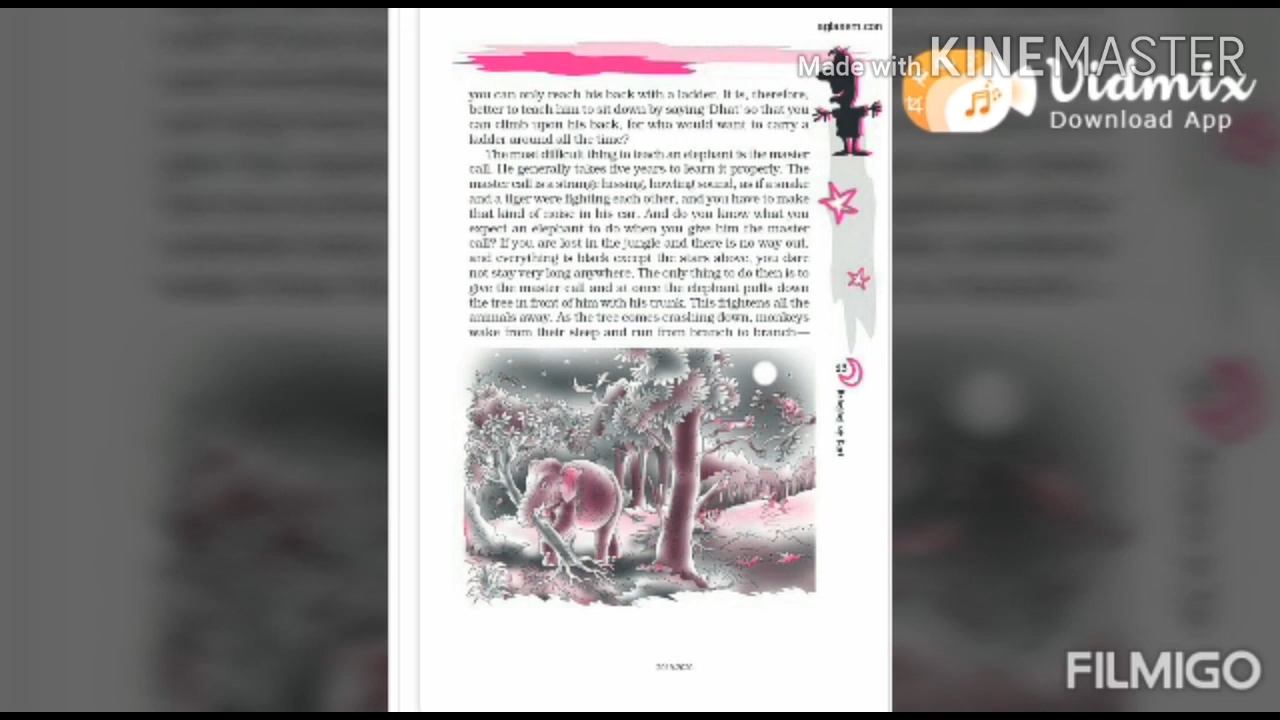 aglasem.com
Made with KINEMASTER
Vidmix
Download App
you can only reach his back with a ladder. It is, therefore,
better to teach him to sit down by saying 'Dhat' so that you
can climb upon his back, for who would want to carry a
ladder around all the time?
The most difficult thing to teach an elephant is the master
call. He generally takes five years to learn it properly. The
master call is a strange hissing, howling sound, as if a snake
and a tiger were fighting each other, and you have to make
that kind of noise in his ear. And do you know what you
expect an elephant to do when you give him the master
call? If you are lost in the jungle and there is no way out,
and everything is black except the stars above, you dare
not stay very long anywhere. The only thing to do then is to
give the master call and at once the elephant pulls down
the tree in front of him with his trunk. This frightens all the
animals away. As the tree comes crashing down, monkeys
wake from their sleep and run from branch to branch—
FILMIGO